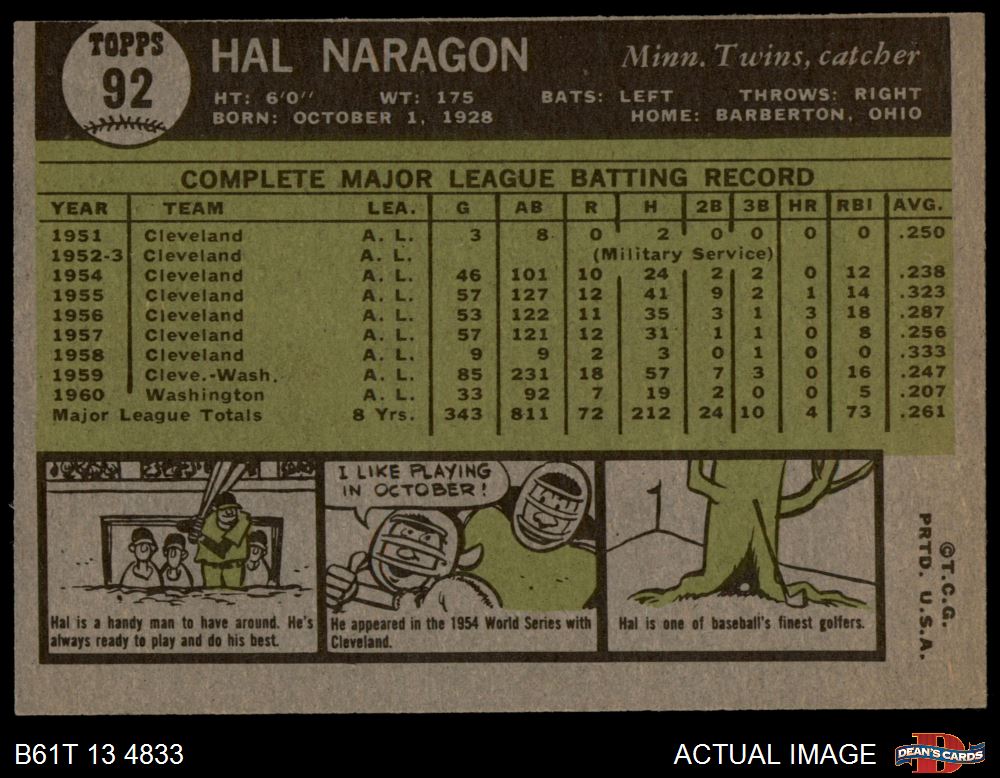 TOPPS
92
HAL NARAGON
Minn. Twins, catcher
HT: 6'0'' WT: 175 BATS: LEFT THROWS: RIGHT
BORN: OCTOBER 1, 1928 HOME: BARBERTON, OHIO
COMPLETE MAJOR LEAGUE BATTING RECORD
YEAR TEAM LEA. G AB R H 2B 3B HR RBI AVG.
1951 Cleveland A. L. 3 8 0 2 0 0 0 0 .250
1952-3 Cleveland A. L. (Military Service)
1954 Cleveland A. L. 46 101 10 24 2 2 0 12 .238
1955 Cleveland A. L. 57 127 12 41 9 2 1 14 .323
1956 Cleveland A. L. 53 122 11 35 3 1 3 18 .287
1957 Cleveland A. L. 57 121 12 31 1 1 0 8 .256
1958 Cleveland A. L. 9 9 2 3 0 1 0 0 .333
1959 Cleve.-Wash. A. L. 85 231 18 57 7 3 0 16 .247
1960 Washington A. L. 33 92 7 19 2 0 0 5 .207
Major League Totals 8 Yrs. 343 811 72 212 24 10 4 73 .261
Hal is a handy man to have around. He's
always ready to play and do his best.
I LIKE PLAYING
IN OCTOBER!
He appeared in the 1954 World Series with
Cleveland.
1
Hal is one of baseball's finest golfers.
©T.C.G.
PRTD. U.S.A.
B61T 13 4833
ACTUAL IMAGE
D
DEAN'S CARDS